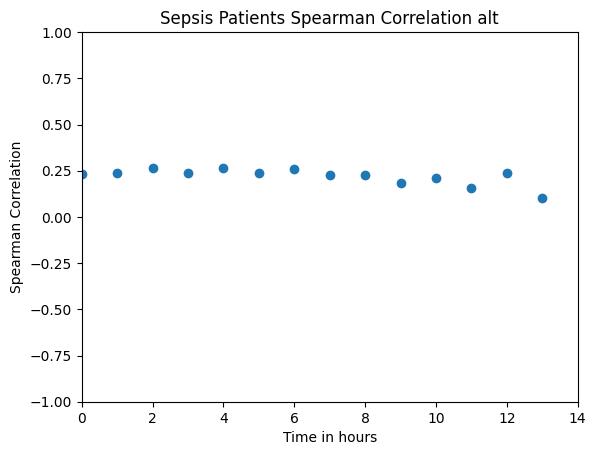 Sepsis Patients Spearman Correlation alt
1.00
0.75
0.50
0.25
0.00
−0.25
−0.50
−0.75
−1.00
Spearman Correlation
0 2 4 6 8 10 12 14
Time in hours